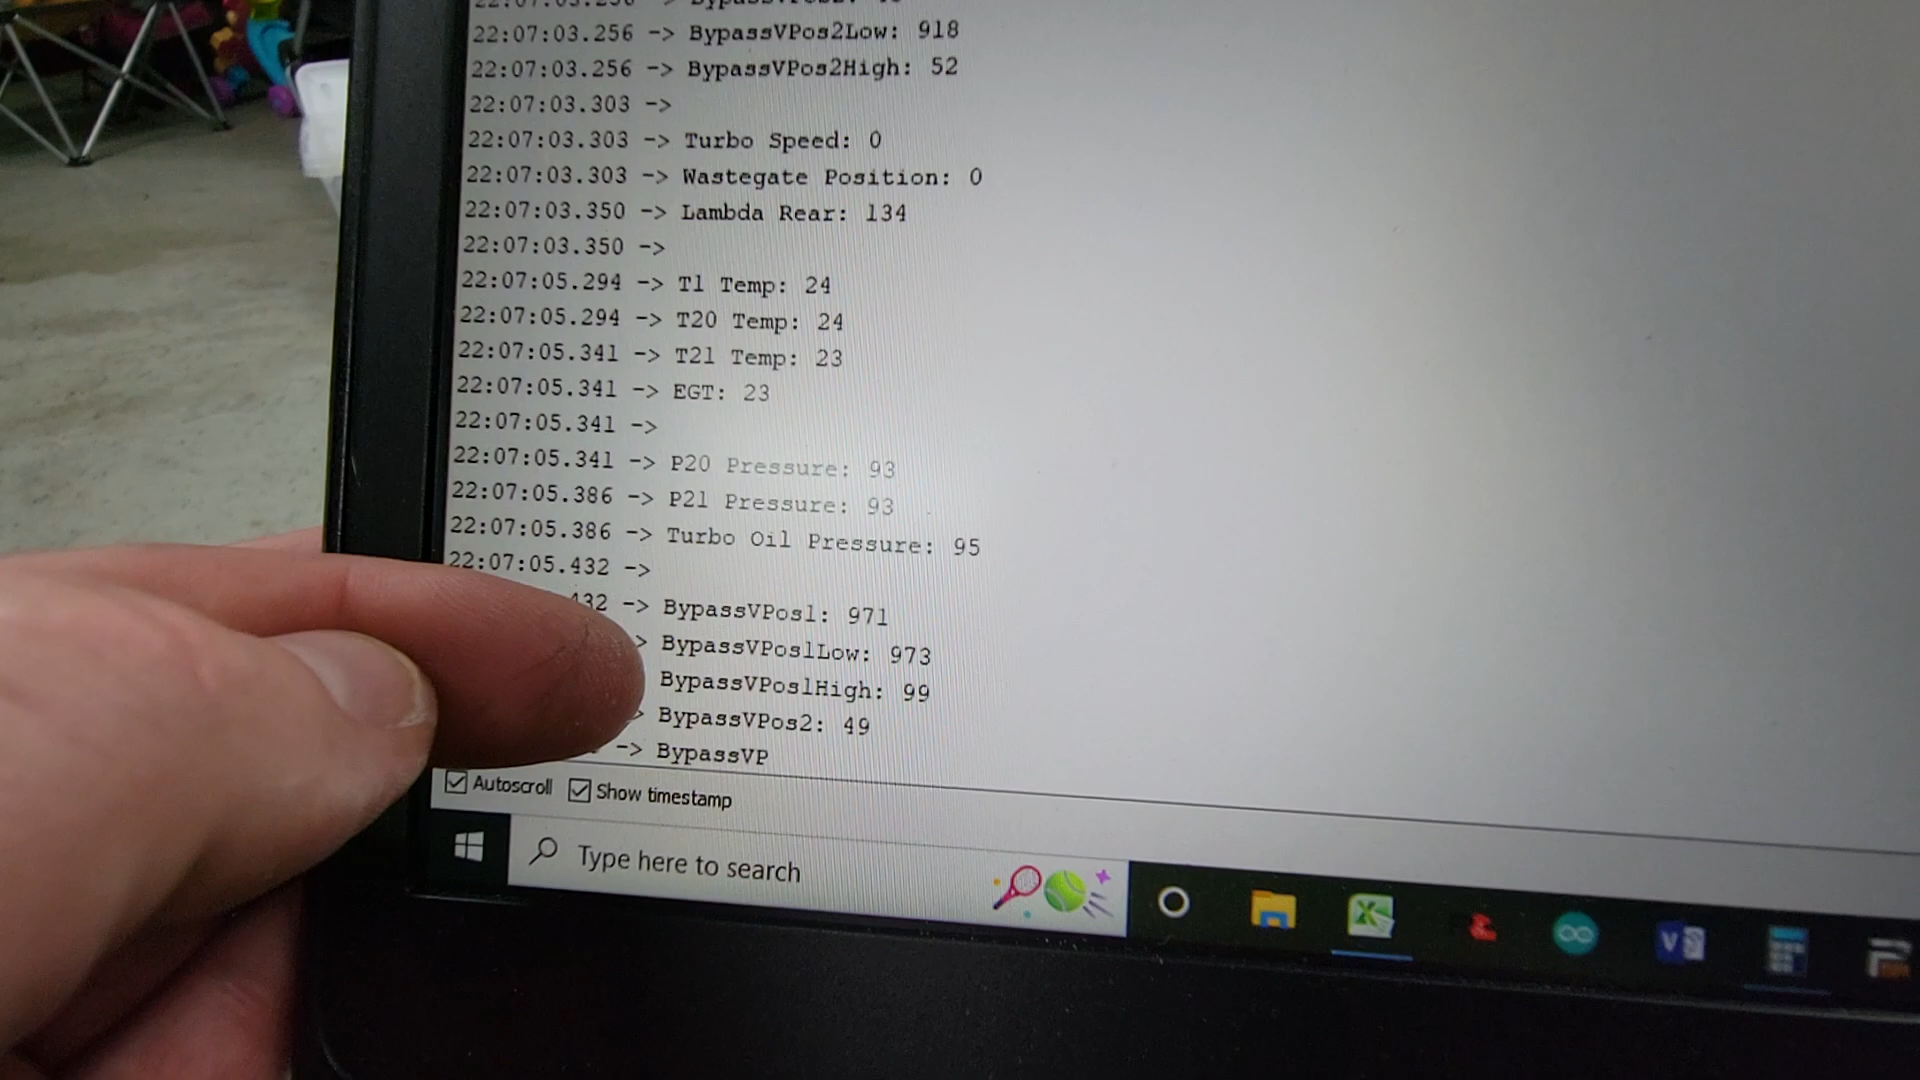 22:07:03.256 -> BypassVPos2Low: 918
22:07:03.256 -> BypassVPos2High: 52
22:07:03.303 ->
22:07:03.303 -> Turbo Speed: 0
22:07:03.303 -> Wastegate Position: 0
22:07:03.350 -> Lambda Rear: 134
22:07:03.350 ->
22:07:05.294 -> T1 Temp: 24
22:07:05.294 -> T20 Temp: 24
22:07:05.341 -> T21 Temp: 23
22:07:05.341 -> EGT: 23
22:07:05.341 ->
22:07:05.341 -> P20 Pressure: 93
22:07:05.386 -> P21 Pressure: 93
22:07:05.386 -> Turbo Oil Pressure: 95
22:07:05.432 ->
432 -> BypassVPos1: 971
> BypassVPos1Low: 973
BypassVPos1High: 99
> BypassVPos2: 49
-> BypassVP
Autoscroll Show timestamp
Type here to search